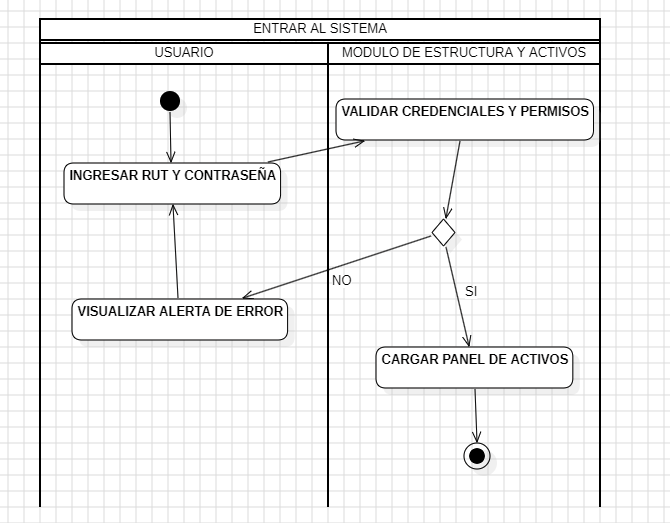 ENTRAR AL SISTEMA
USUARIO
MODULO DE ESTRUCTURA Y ACTIVOS
VALIDAR CREDENCIALES Y PERMISOS
INGRESAR RUT Y CONTRASEÑA
NO
SI
VISUALIZAR ALERTA DE ERROR
CARGAR PANEL DE ACTIVOS